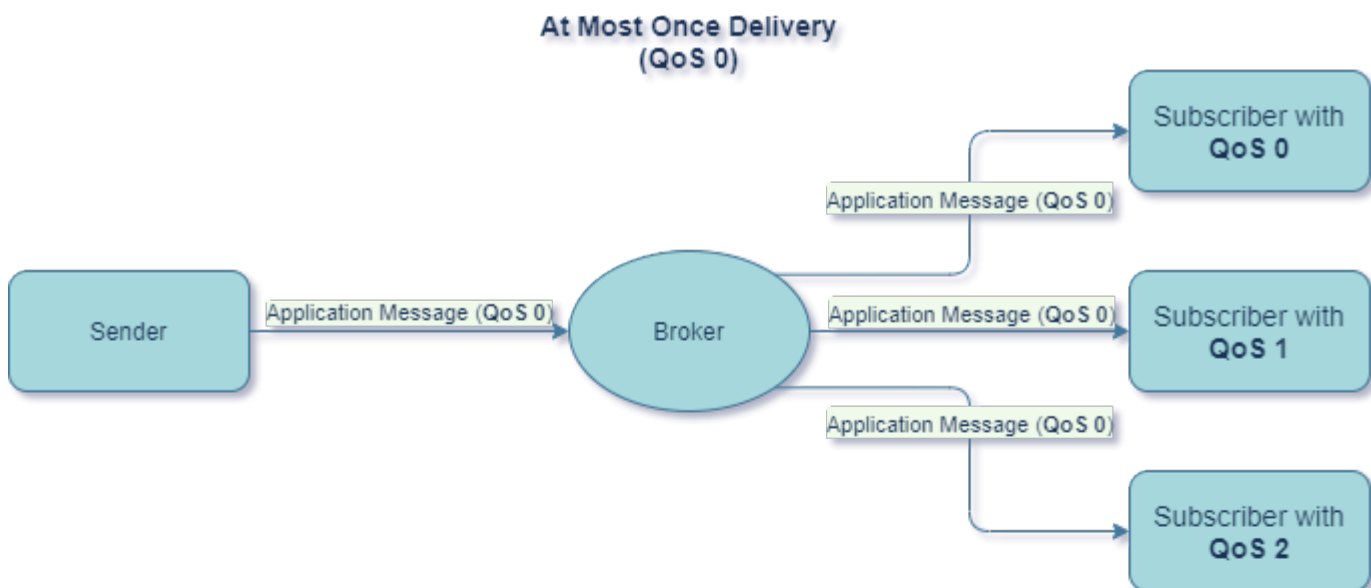 At Most Once Delivery
(QoS 0)
Subscriber with
QoS 0
Application Message (QoS 0)
Sender
Application Message (QoS 0)
Broker
Application Message (QoS 0)
Subscriber with
QoS 1
Application Message (QoS 0)
Subscriber with
QoS 2